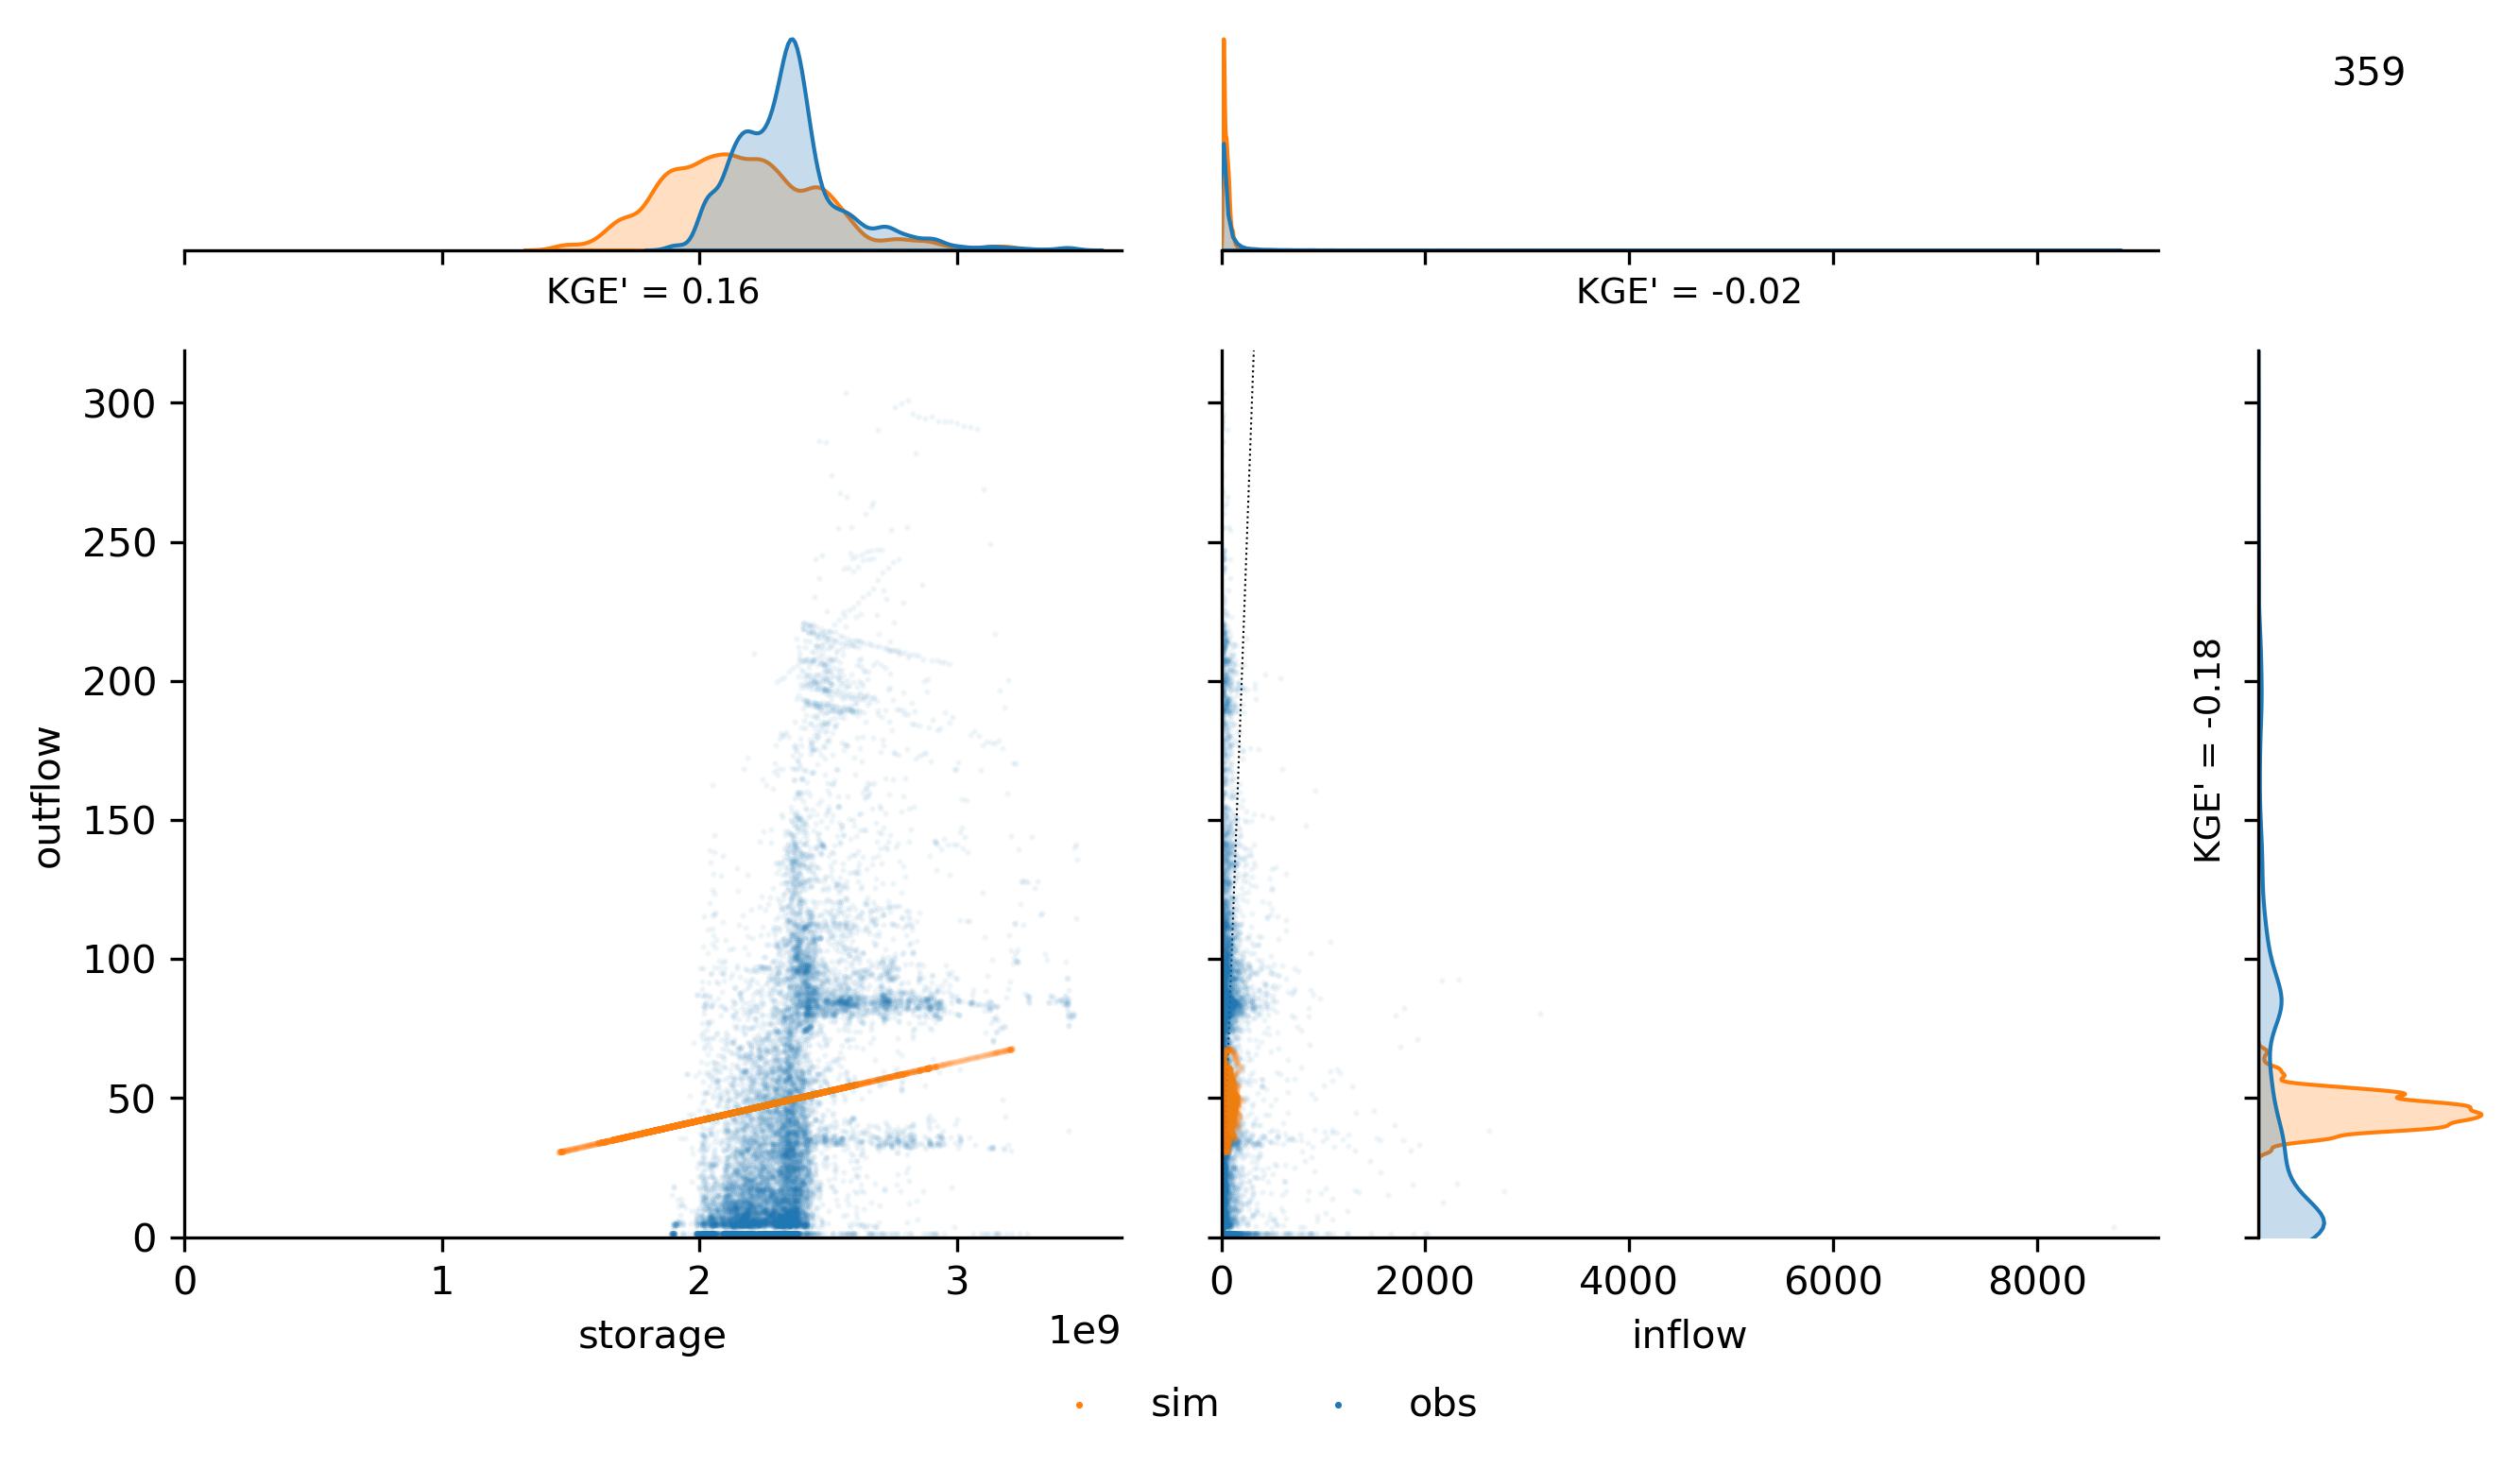 359
KGE' = 0.16
KGE' = -0.02
300
250
200
150
100
50
0
outflow
KGE' = -0.18
0 1 2 3
0 2000 4000 6000 8000
storage
1e9
inflow
sim obs